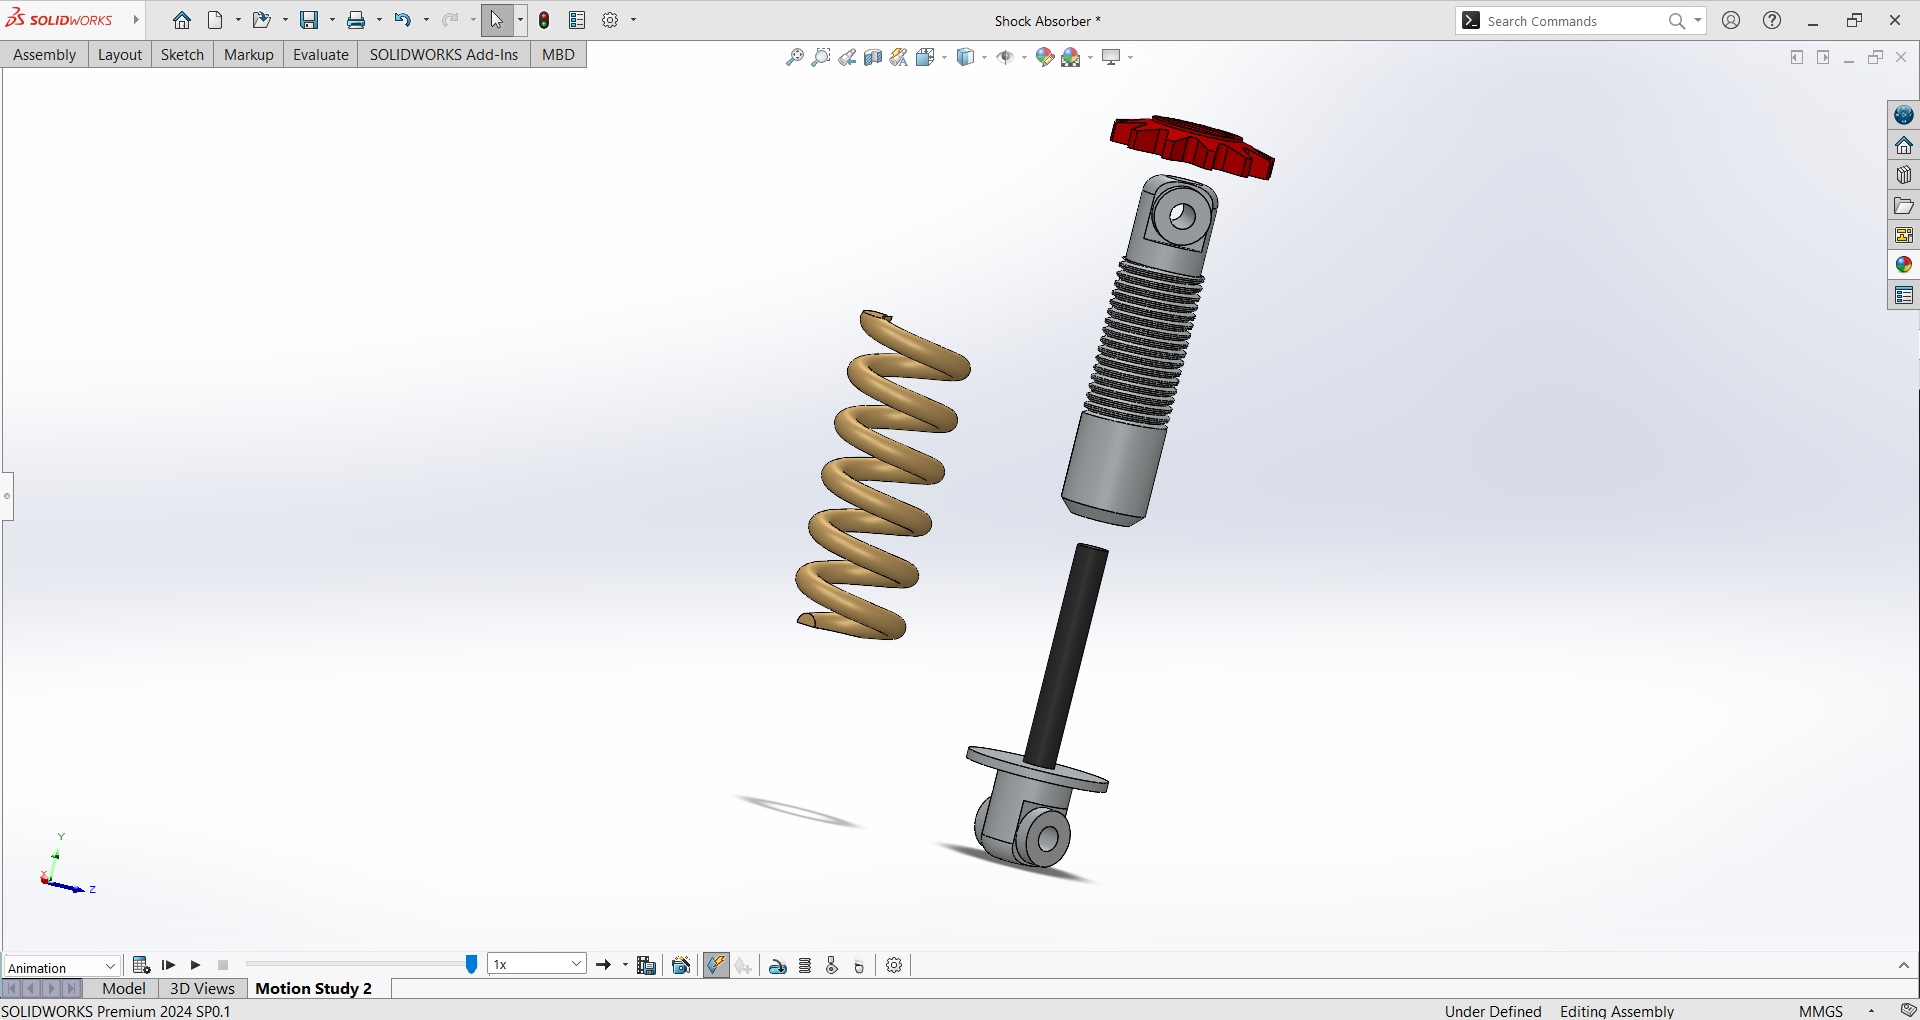 SOLIDWORKS
Shock Absorber *
Search Commands
Assembly
Layout
Sketch
Markup
Evaluate
SOLIDWORKS Add-Ins
MBD
Y
X
Z
Animation
1x
Model
3D Views
Motion Study 2
SOLIDWORKS Premium 2024 SP0.1
Under Defined
Editing Assembly
MMGS